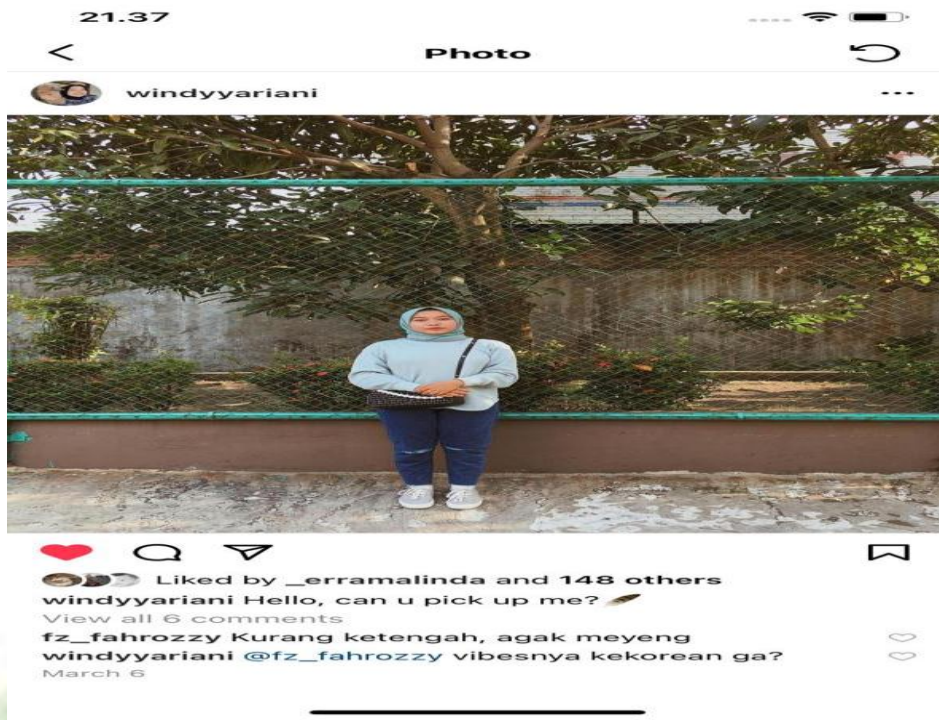 21.37
Photo
windyyariani
Liked by _erramalinda and 148 others
windyyariani Hello, can u pick up me?
View all 6 comments
fz_fahrozzy Kurang ketengah, agak meyeng
windyyariani @fz_fahrozzy vibesnya kekorean ga?
March 6